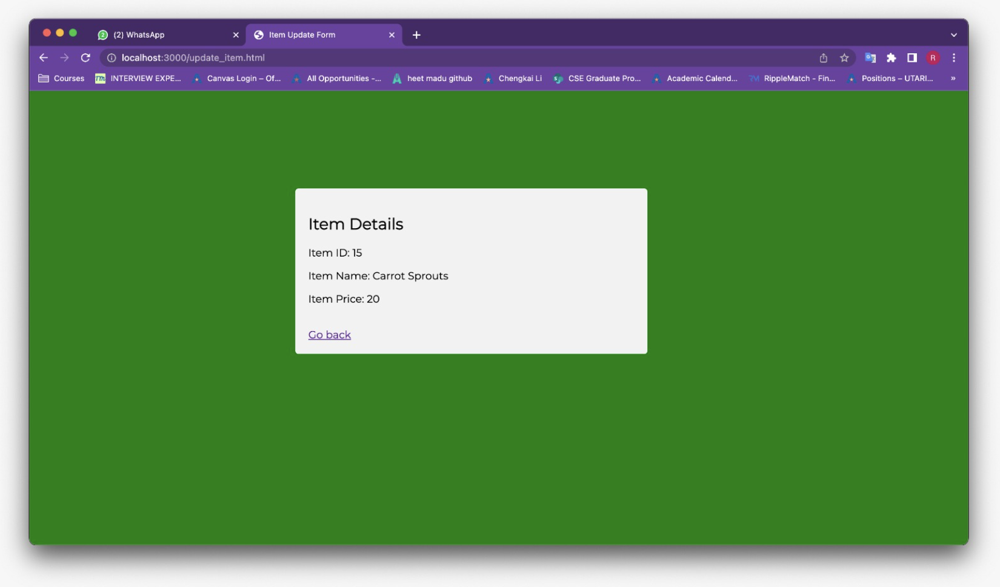 (2) WhatsApp
Item Update Form
localhost:3000/update_item.html
R
Courses
INTERVIEW EXPE...
Canvas Login – Of...
All Opportunities -...
heet madu github
Chengkai Li
CSE Graduate Pro...
Academic Calend...
RippleMatch - Fin...
Positions – UTARI...
»
Item Details
Item ID: 15
Item Name: Carrot Sprouts
Item Price: 20
Go back